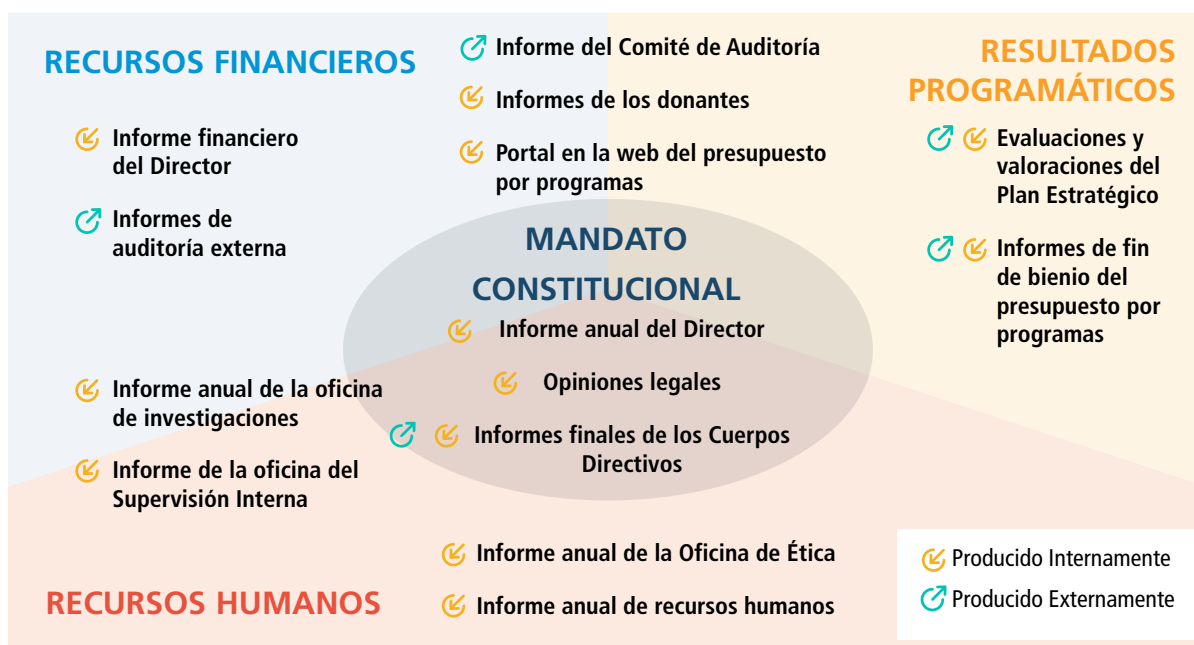 RECURSOS FINANCIEROS
Informe financiero
del Director
Informes de
auditoría externa
Informe del Comité de Auditoría
Informes de los donantes
Portal en la web del presupuesto
por programas
RESULTADOS
PROGRAMÁTICOS
Evaluaciones y
valoraciones del
Plan Estratégico
Informes de fin
de bienio del
presupuesto por
programas
MANDATO
CONSTITUCIONAL
Informe anual del Director
Opiniones legales
Informes finales de los Cuerpos
Directivos
Informe anual de la oficina
de investigaciones
Informe de la oficina del
Supervisión Interna
RECURSOS HUMANOS
Informe anual de la Oficina de Ética
Informe anual de recursos humanos
Producido Internamente
Producido Externamente